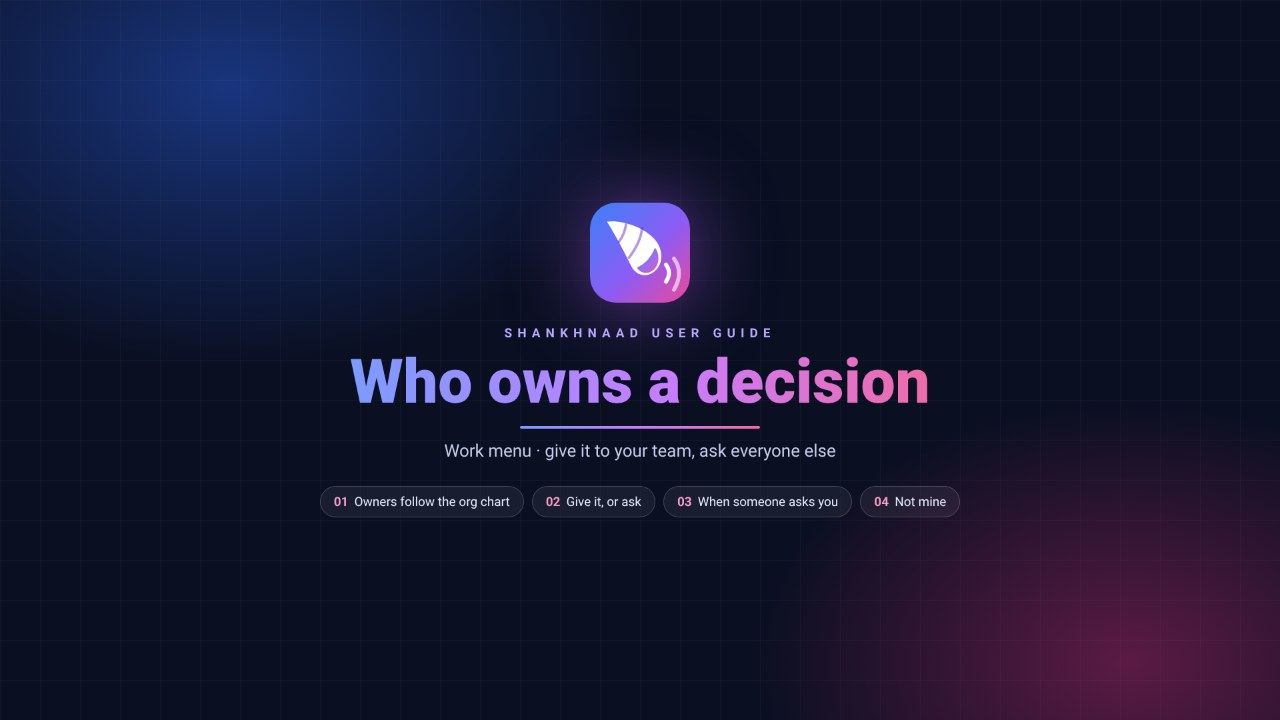 SHANKHNAAD USER GUIDE
Who owns a decision
Work menu · give it to your team, ask everyone else
01 Owners follow the org chart
02 Give it, or ask
03 When someone asks you
04 Not mine